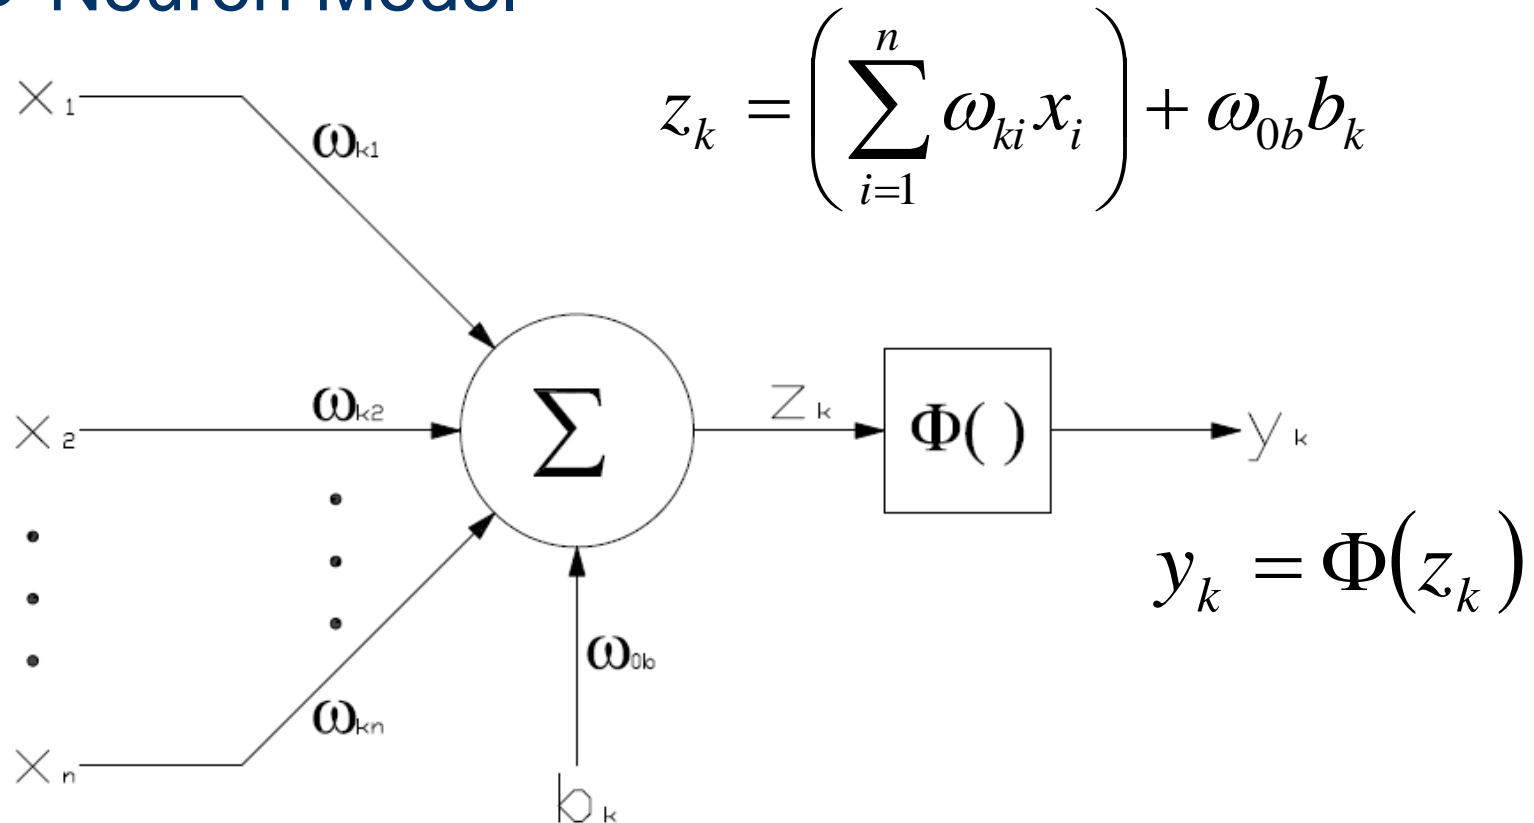 Neuron Model
z_k = ( ∑_{i=1}^{n} ω_{ki} x_i ) + ω_{0b} b_k
x_1
ω_{k1}
x_2
ω_{k2}
∑
z_k
Φ( )
y_k
y_k = Φ(z_k)
ω_{0b}
ω_{kn}
x_n
b_k